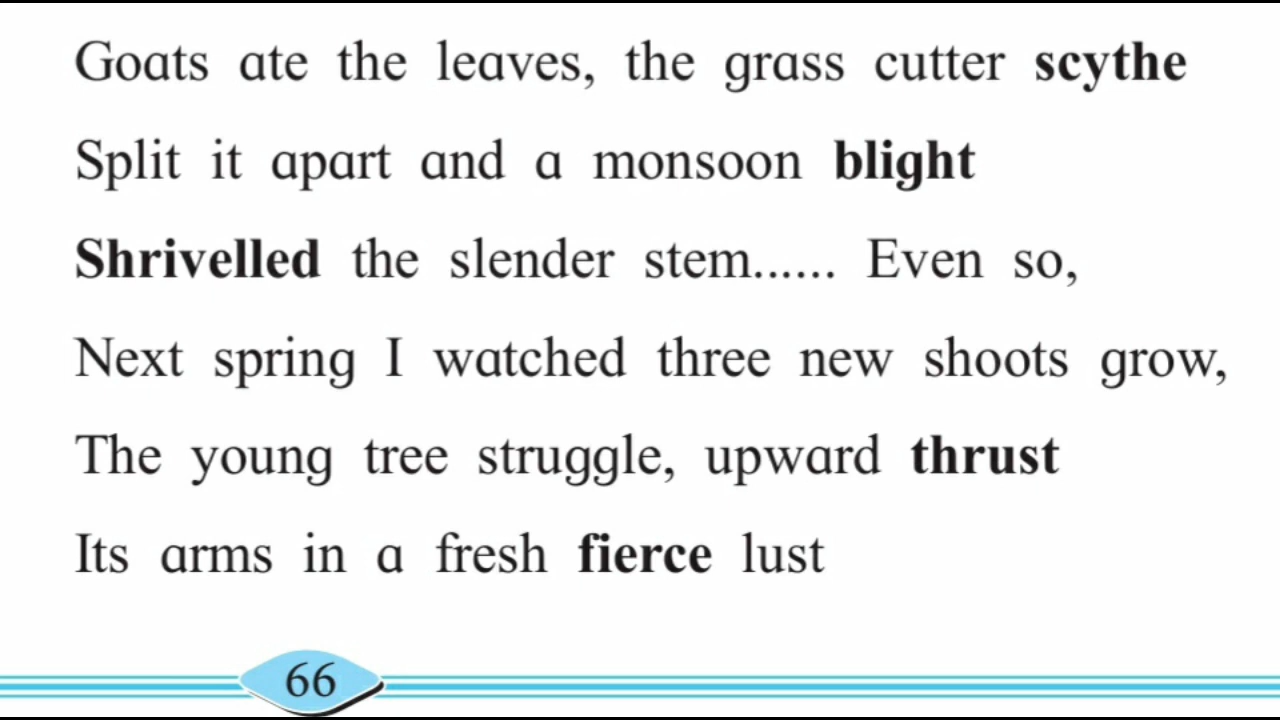 Goats ate the leaves, the grass cutter scythe
Split it apart and a monsoon blight
Shrivelled the slender stem...... Even so,
Next spring I watched three new shoots grow,
The young tree struggle, upward thrust
Its arms in a fresh fierce lust
66